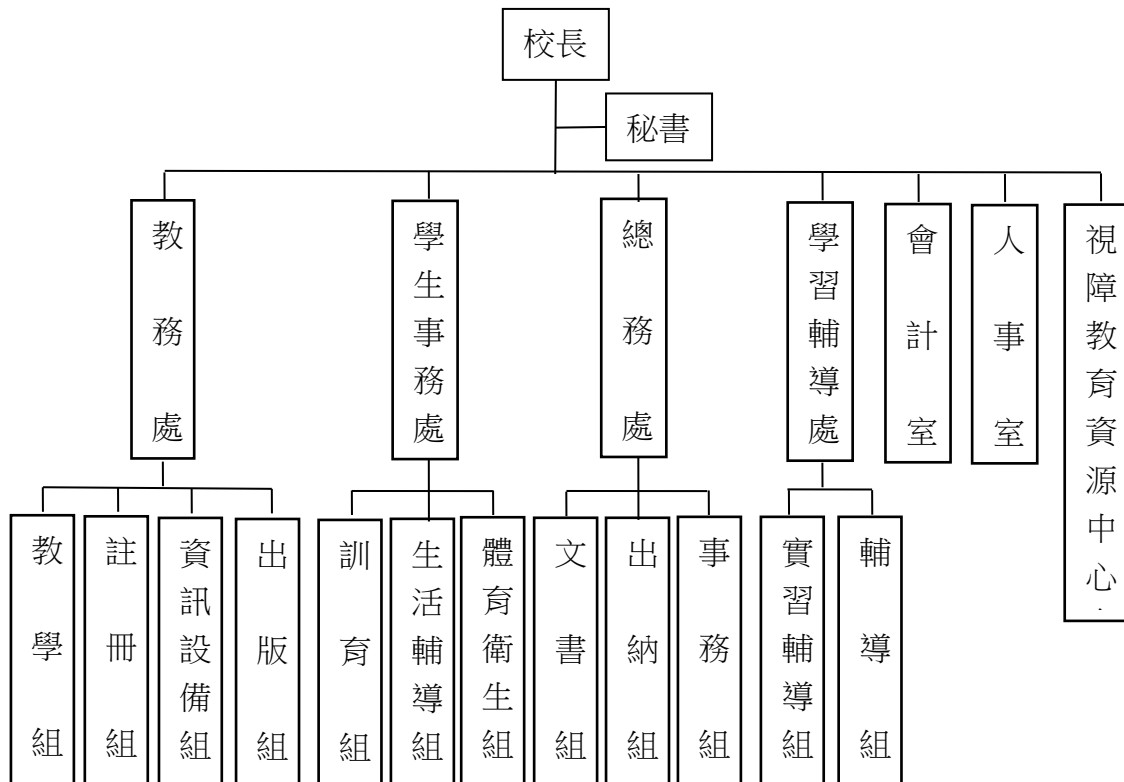 校長
秘書
教務處
學生事務處
總務處
學習輔導處
會計室
人事室
視障教育資源中心
教學組
註冊組
資訊設備組
出版組
訓育組
生活輔導組
體育衛生組
文書組
出納組
事務組
實習輔導組
輔導組